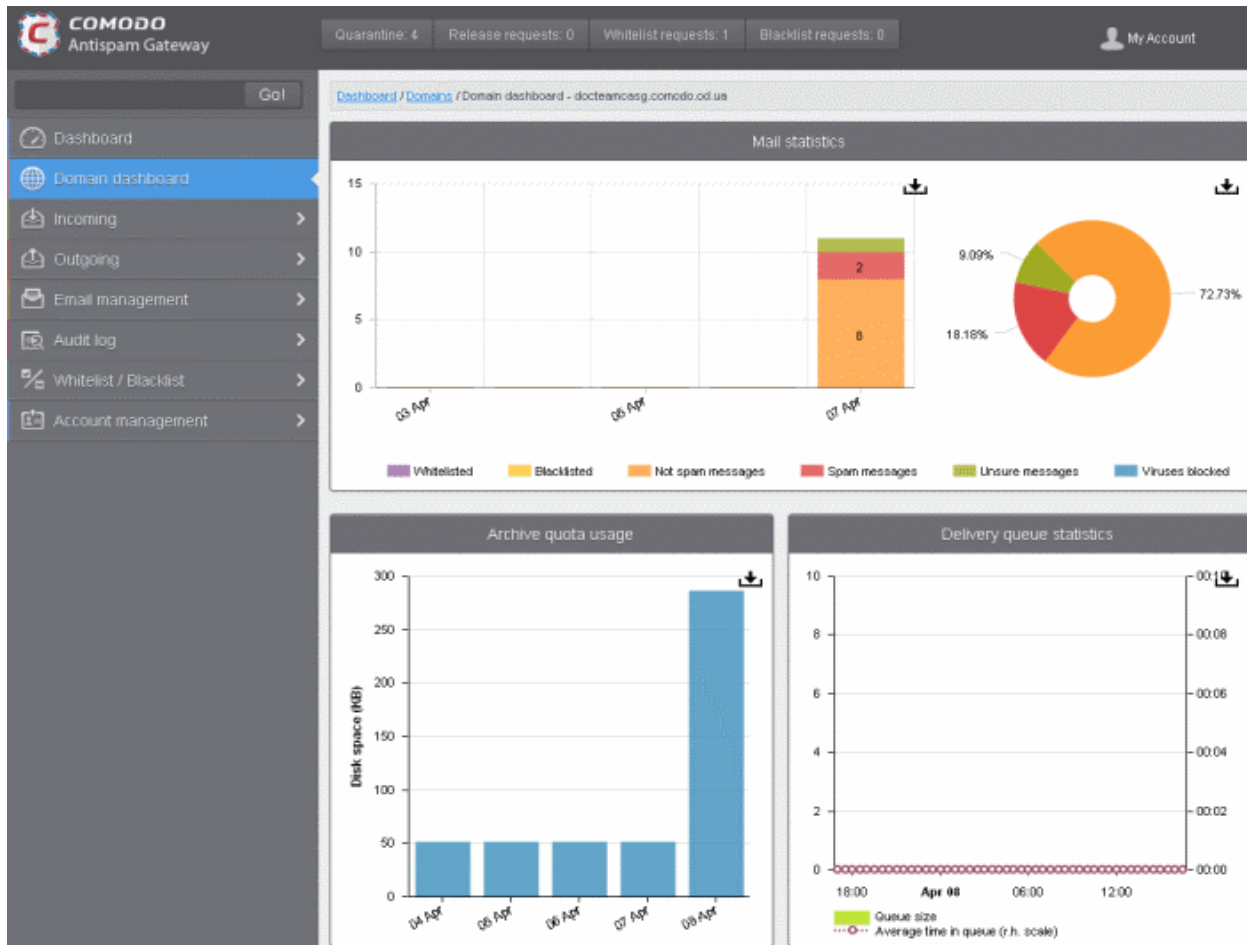 COMODO
Antispam Gateway
Quarantine: 4 Release requests: 0 Whitelist requests: 1 Blacklist requests: 0
My Account
Go!
Dashboard
Domain dashboard
Incoming
Outgoing
Email management
Audit log
Whitelist / Blacklist
Account management
Dashboard / Domains / Domain dashboard - docteamcasg.comodo.od.ua
Mail statistics
15
10
5
0
2
8
03 Apr 05 Apr 07 Apr
9.09%
72.73%
18.18%
Whitelisted Blacklisted Not spam messages Spam messages Unsure messages Viruses blocked
Archive quota usage
Disk space (KB)
300
250
200
150
100
50
0
04 Apr 05 Apr 06 Apr 07 Apr 08 Apr
Delivery queue statistics
10
8
6
4
2
0
00:08
00:06
00:04
00:02
00:00
18:00 Apr 08 06:00 12:00
Queue size
Average time in queue (r.h. scale)